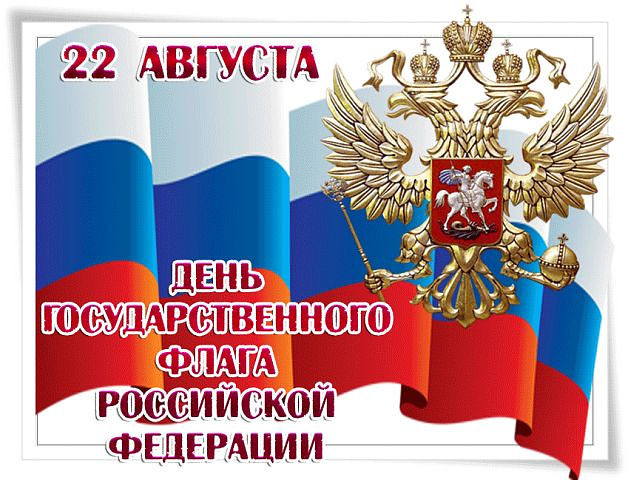 22 АВГУСТА
ДЕНЬ
ГОСУДАРСТВЕННОГО
ФЛАГА
РОССИЙСКОЙ
ФЕДЕРАЦИИ